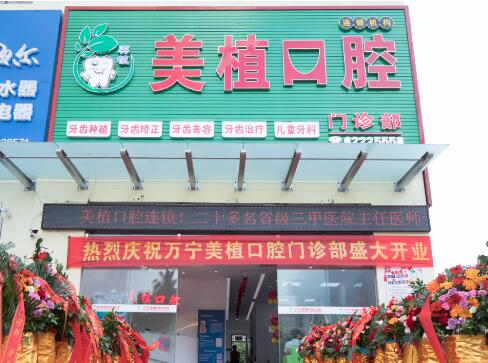 连锁机构
美植
美植口腔
牙齿种植 牙齿矫正 牙齿美容 牙齿治疗 儿童牙科
门诊部
水器
电器
28571
美植口腔连锁！二十多名省级三甲医院主任医师
热烈庆祝万宁美植口腔门诊部盛大开业